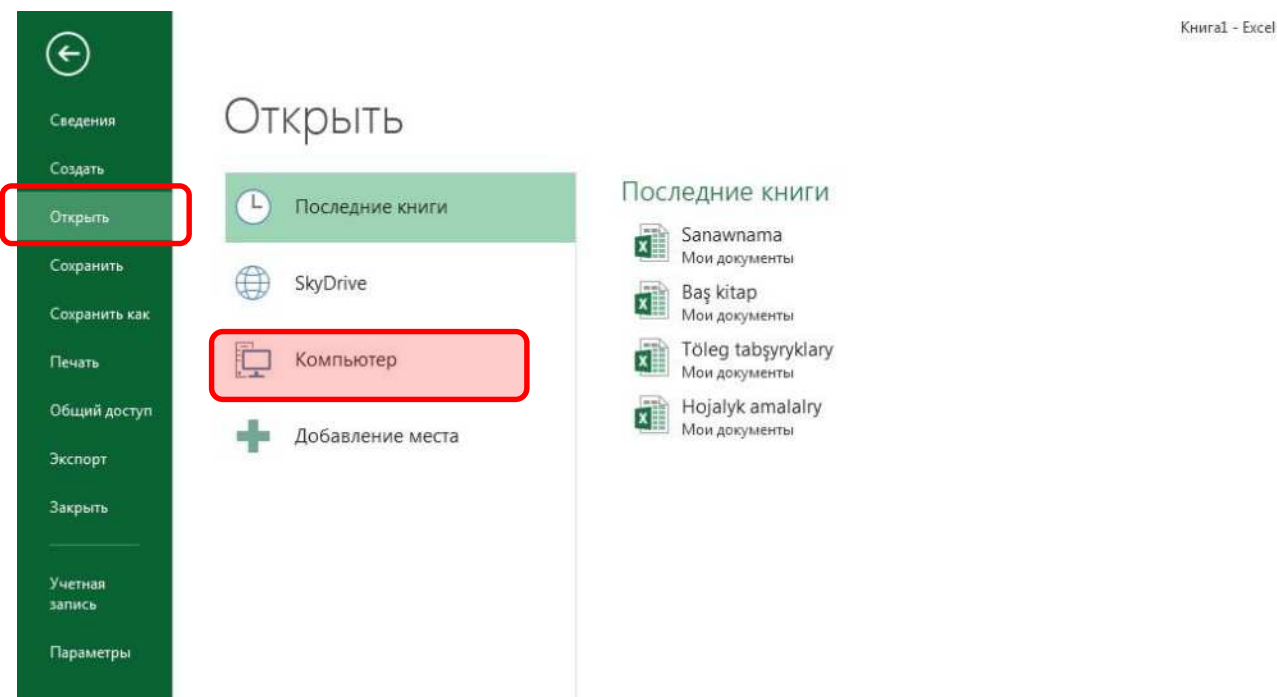 Книга1 - Excel
Сведения
Создать
Открыть
Сохранить
Сохранить как
Печать
Общий доступ
Экспорт
Закрыть
Учетная
запись
Параметры
Открыть
Последние книги
SkyDrive
Компьютер
Добавление места
Последние книги
Sanawnama
Мои документы
Baş kitap
Мои документы
Töleg tabşyryklary
Мои документы
Hojalyk amalalry
Мои документы